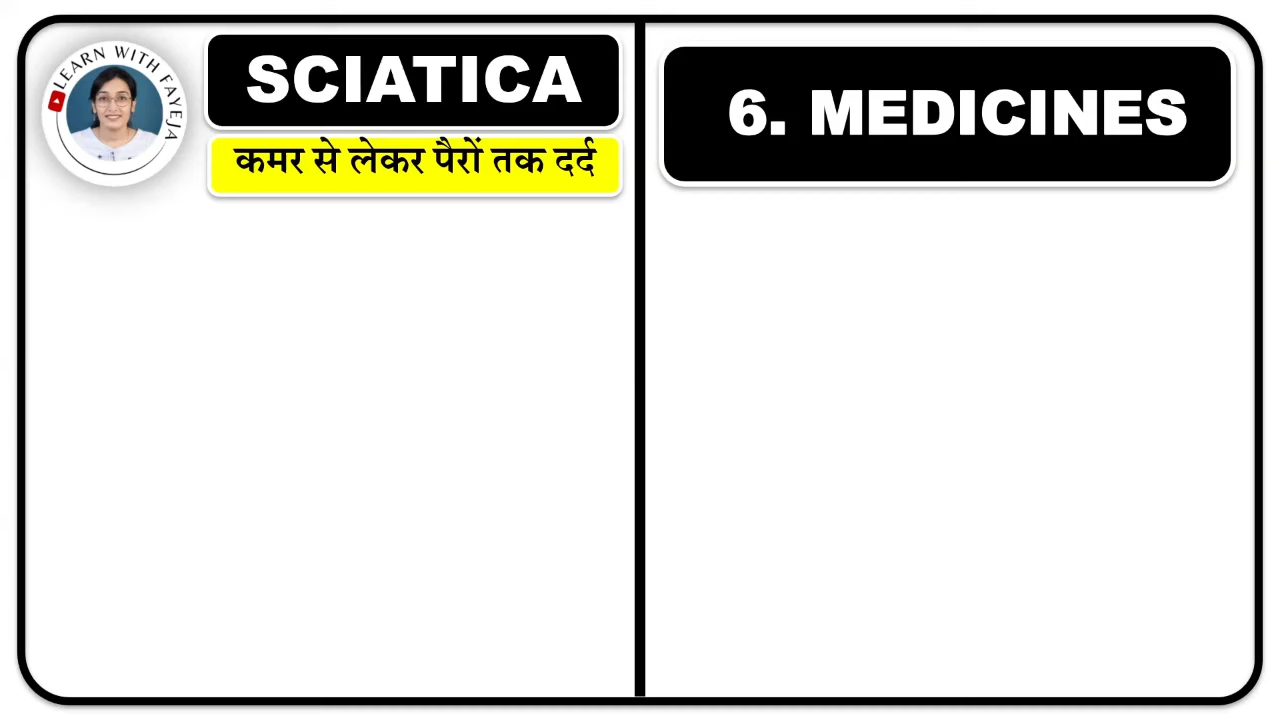 LEARN WITH FAYEJA
SCIATICA
कमर से लेकर पैरों तक दर्द
6. MEDICINES